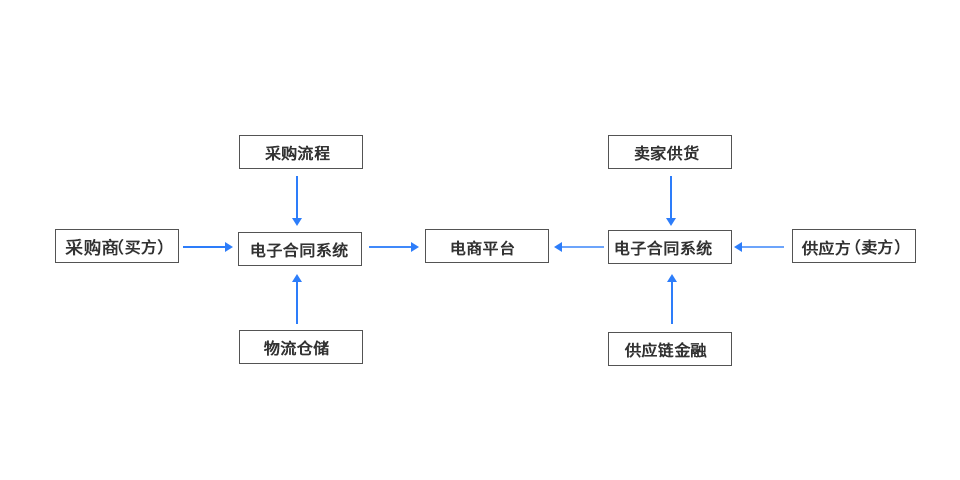 采购流程
卖家供货
采购商（买方）
电子合同系统
电商平台
电子合同系统
供应方（卖方）
物流仓储
供应链金融